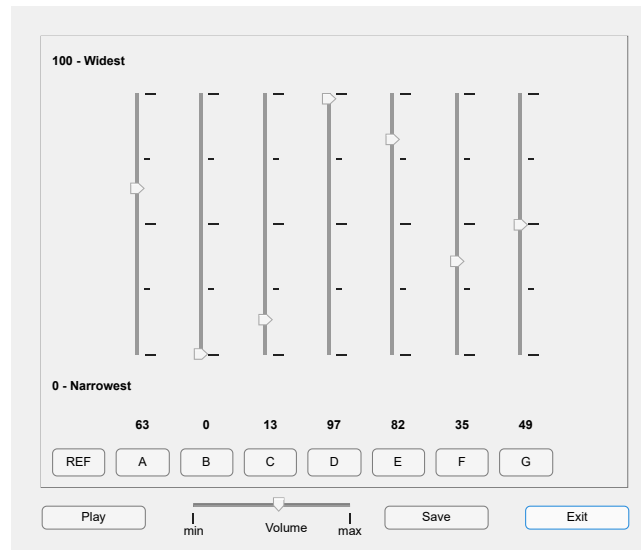 100 - Widest
0 - Narrowest
63 0 13 97 82 35 49
REF A B C D E F G
Play min Volume max Save Exit